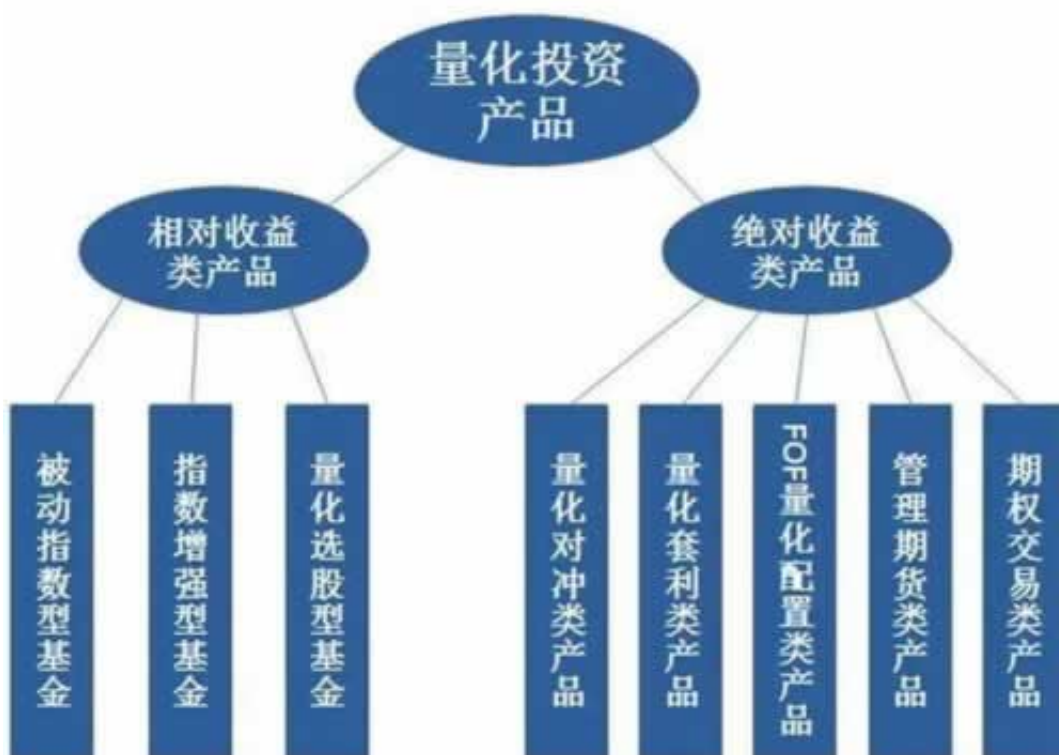 量化投资
产品
相对收益
类产品
绝对收益
类产品
被动指数型基金
指数增强型基金
量化选股型基金
量化对冲类产品
量化套利类产品
FOF量化配置类产品
管理期货类产品
期权交易类产品